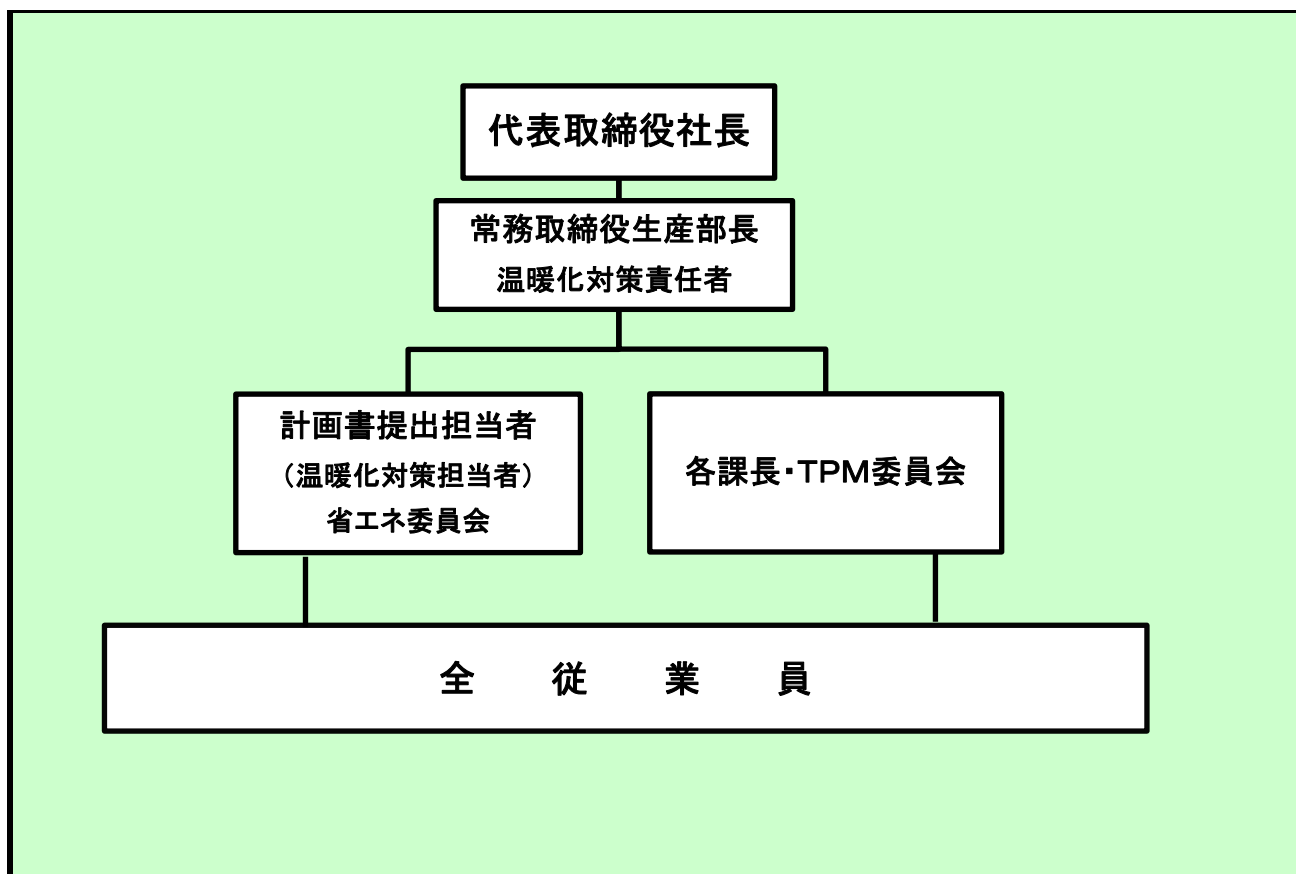 代表取締役社長
常務取締役生産部長
温暖化対策責任者
計画書提出担当者
（温暖化対策担当者）
省エネ委員会
各課長・TPM委員会
全　従　業　員